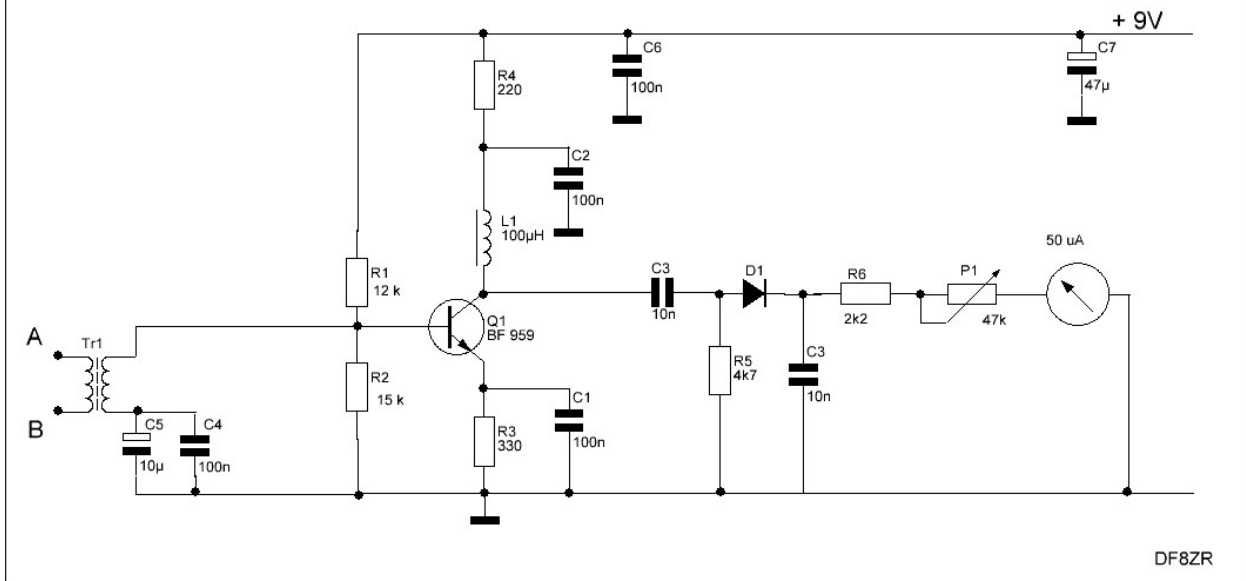 + 9V
C6
100n
C7
47µ
R4
220
C2
100n
L1
100µH
50 uA
R1
12 k
C3
10n
D1
R6
2k2
P1
47k
Q1
BF 959
A
Tr1
B
R2
15 k
R5
4k7
C3
10n
C5
10µ
C4
100n
R3
330
C1
100n
DF8ZR